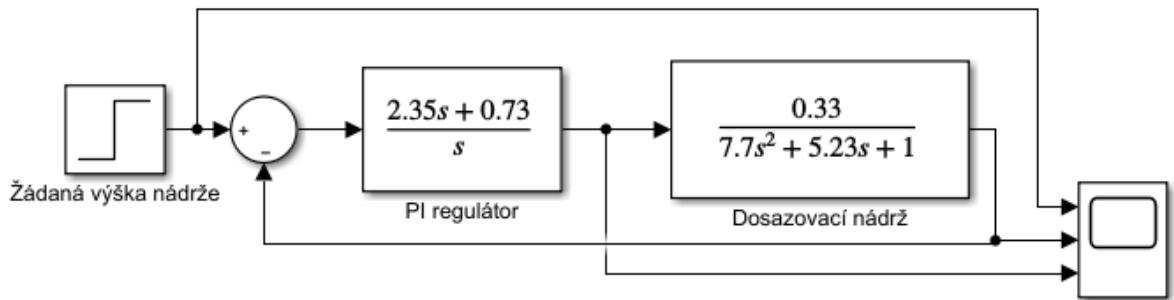 2.35s + 0.73
s
0.33
7.7s² + 5.23s + 1
+
−
Žádaná výška nádrže
PI regulátor
Dosazovací nádrž